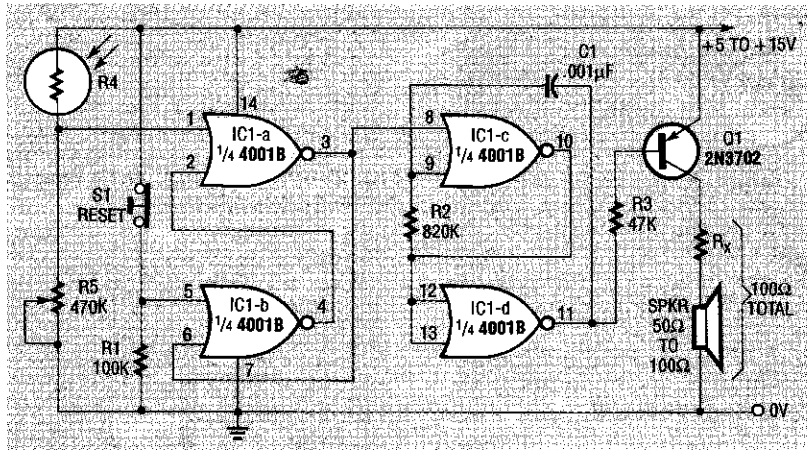 R4
14
1
IC1-a
1/4 4001B
3
2
S1
RESET
R5
470K
R1
100K
5
IC1-b
1/4 4001B
4
6
7
C1
.001µF
8
IC1-c
1/4 4001B
10
9
R2
820K
12
IC1-d
1/4 4001B
11
13
+5 TO +15V
Q1
2N3702
R3
47K
Rx
SPKR
50Ω
TO
100Ω
100Ω
TOTAL
0V